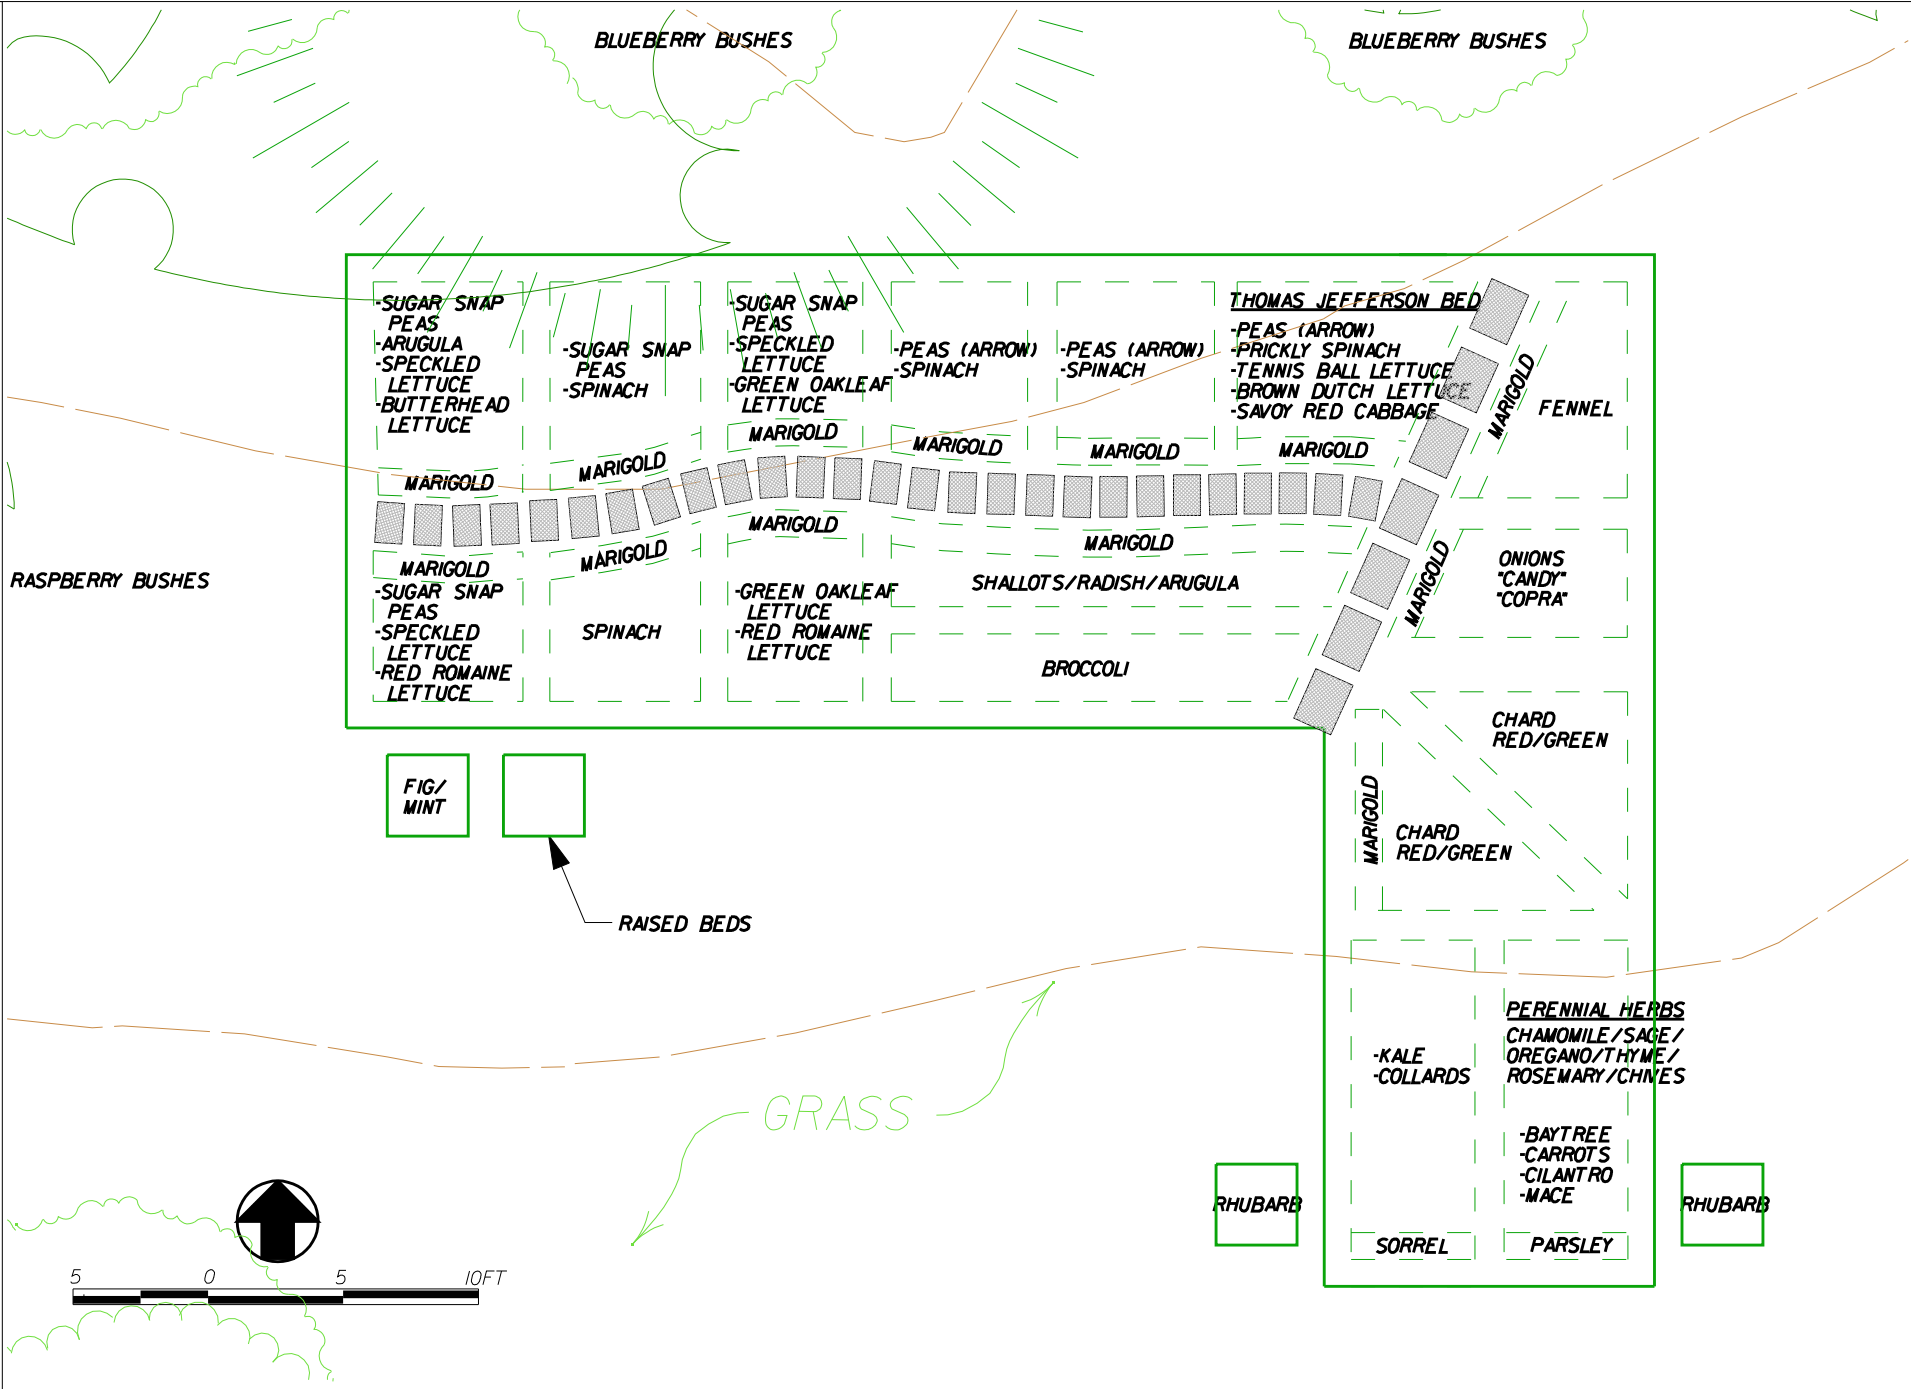 BLUEBERRY BUSHES
BLUEBERRY BUSHES
-SUGAR SNAP
PEAS
-ARUGULA
-SPECKLED
LETTUCE
-BUTTERHEAD
LETTUCE
MARIGOLD
-SUGAR SNAP
PEAS
-SPINACH
MARIGOLD
-SUGAR SNAP
PEAS
-SPECKLED
LETTUCE
-GREEN OAKLEAF
LETTUCE
MARIGOLD
-PEAS (ARROW)
-SPINACH
MARIGOLD
-PEAS (ARROW)
-SPINACH
MARIGOLD
THOMAS JEFFERSON BED
-PEAS (ARROW)
-PRICKLY SPINACH
-TENNIS BALL LETTUCE
-BROWN DUTCH LETTUCE
-SAVOY RED CABBAGE
MARIGOLD
MARIGOLD
FENNEL
RASPBERRY BUSHES
MARIGOLD
-SUGAR SNAP
PEAS
-SPECKLED
LETTUCE
-RED ROMAINE
LETTUCE
MARIGOLD
SPINACH
MARIGOLD
-GREEN OAKLEAF
LETTUCE
-RED ROMAINE
LETTUCE
MARIGOLD
SHALLOTS/RADISH/ARUGULA
BROCCOLI
MARIGOLD
ONIONS
"CANDY"
"COPRA"
CHARD
RED/GREEN
MARIGOLD
CHARD
RED/GREEN
FIG/
MINT
RAISED BEDS
-KALE
-COLLARDS
PERENNIAL HERBS
CHAMOMILE/SAGE/
OREGANO/THYME/
ROSEMARY/CHIVES
-BAYTREE
-CARROTS
-CILANTRO
-MACE
GRASS
RHUBARB
RHUBARB
SORREL
PARSLEY
5 0 5 10FT